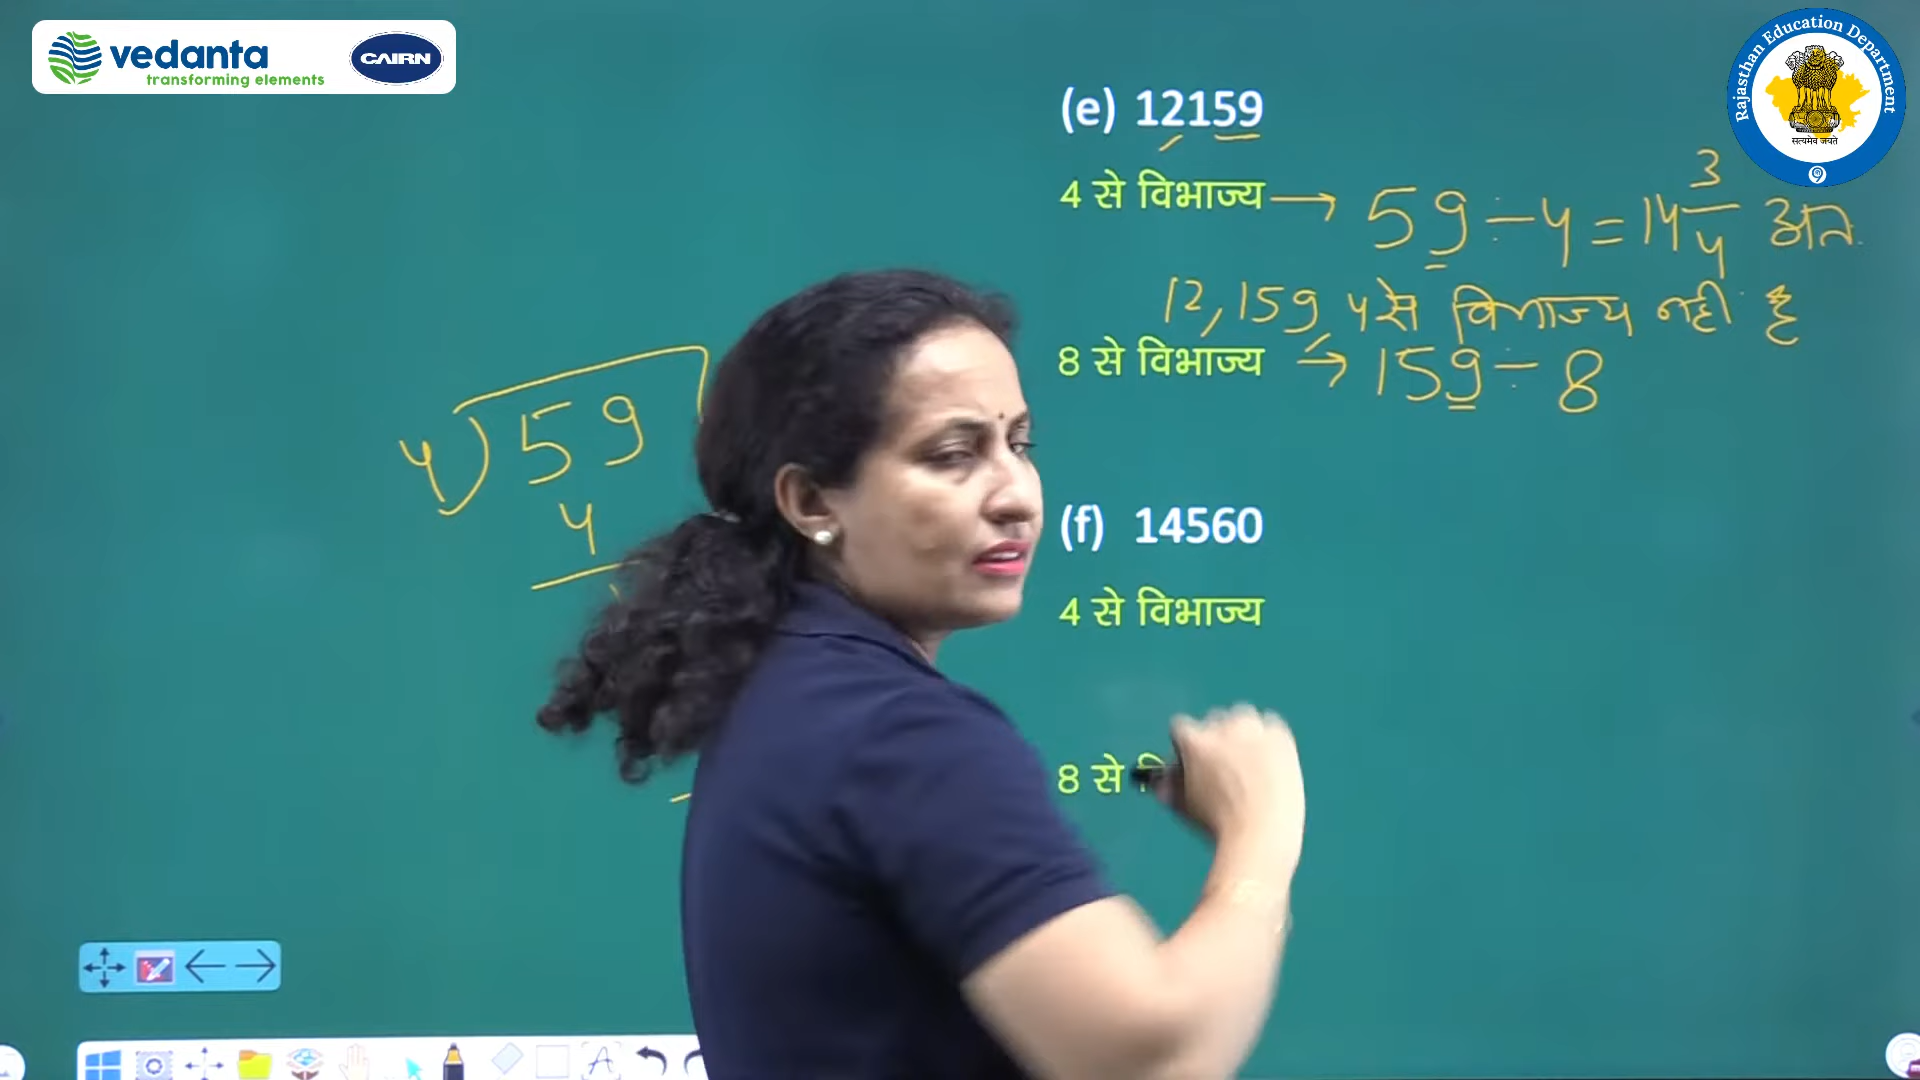 vedanta
transforming elements
CAIRN
Rajasthan Education Department
सत्यमेव जयते
(e) 12159
4 से विभाज्य → 59 ÷ 4 = 14 3/4 अतः
12,159, 4 से विभाज्य नहीं है
8 से विभाज्य → 159 ÷ 8
4) 59
4
(f) 14560
4 से विभाज्य
8 से